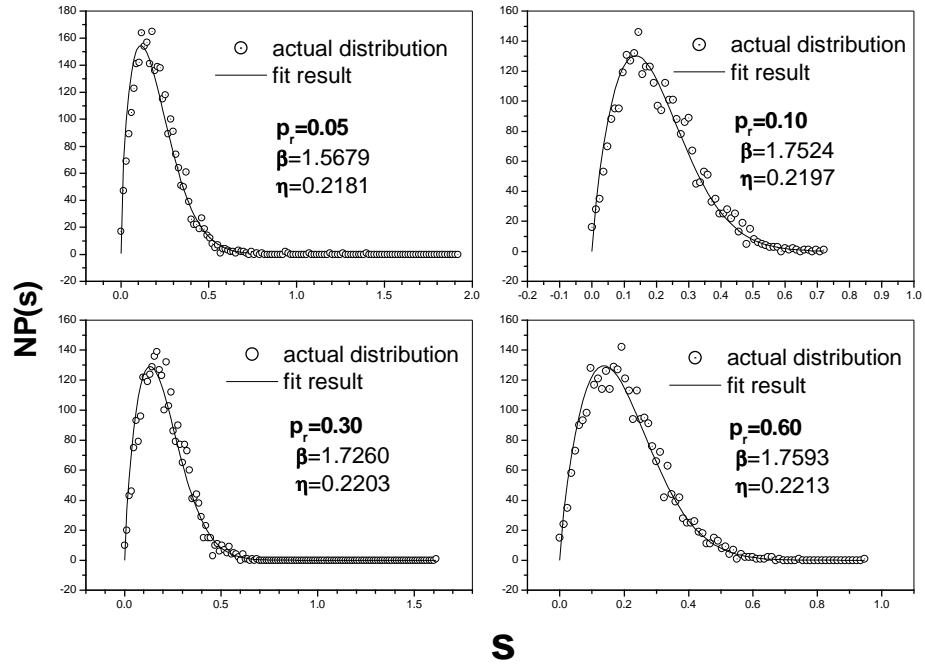 180
160
140
120
100
80
60
40
20
0
-20
0.0 0.5 1.0 1.5 2.0
actual distribution
fit result
p_r=0.05
β=1.5679
η=0.2181
160
140
120
100
80
60
40
20
0
-20
-0.2 -0.1 0.0 0.1 0.2 0.3 0.4 0.5 0.6 0.7 0.8 0.9 1.0
actual distribution
fit result
p_r=0.10
β=1.7524
η=0.2197
NP(s)
160
140
120
100
80
60
40
20
0
-20
0.0 0.5 1.0 1.5
actual distribution
fit result
p_r=0.30
β=1.7260
η=0.2203
160
140
120
100
80
60
40
20
0
-20
0.0 0.2 0.4 0.6 0.8 1.0
actual distribution
fit result
p_r=0.60
β=1.7593
η=0.2213
s